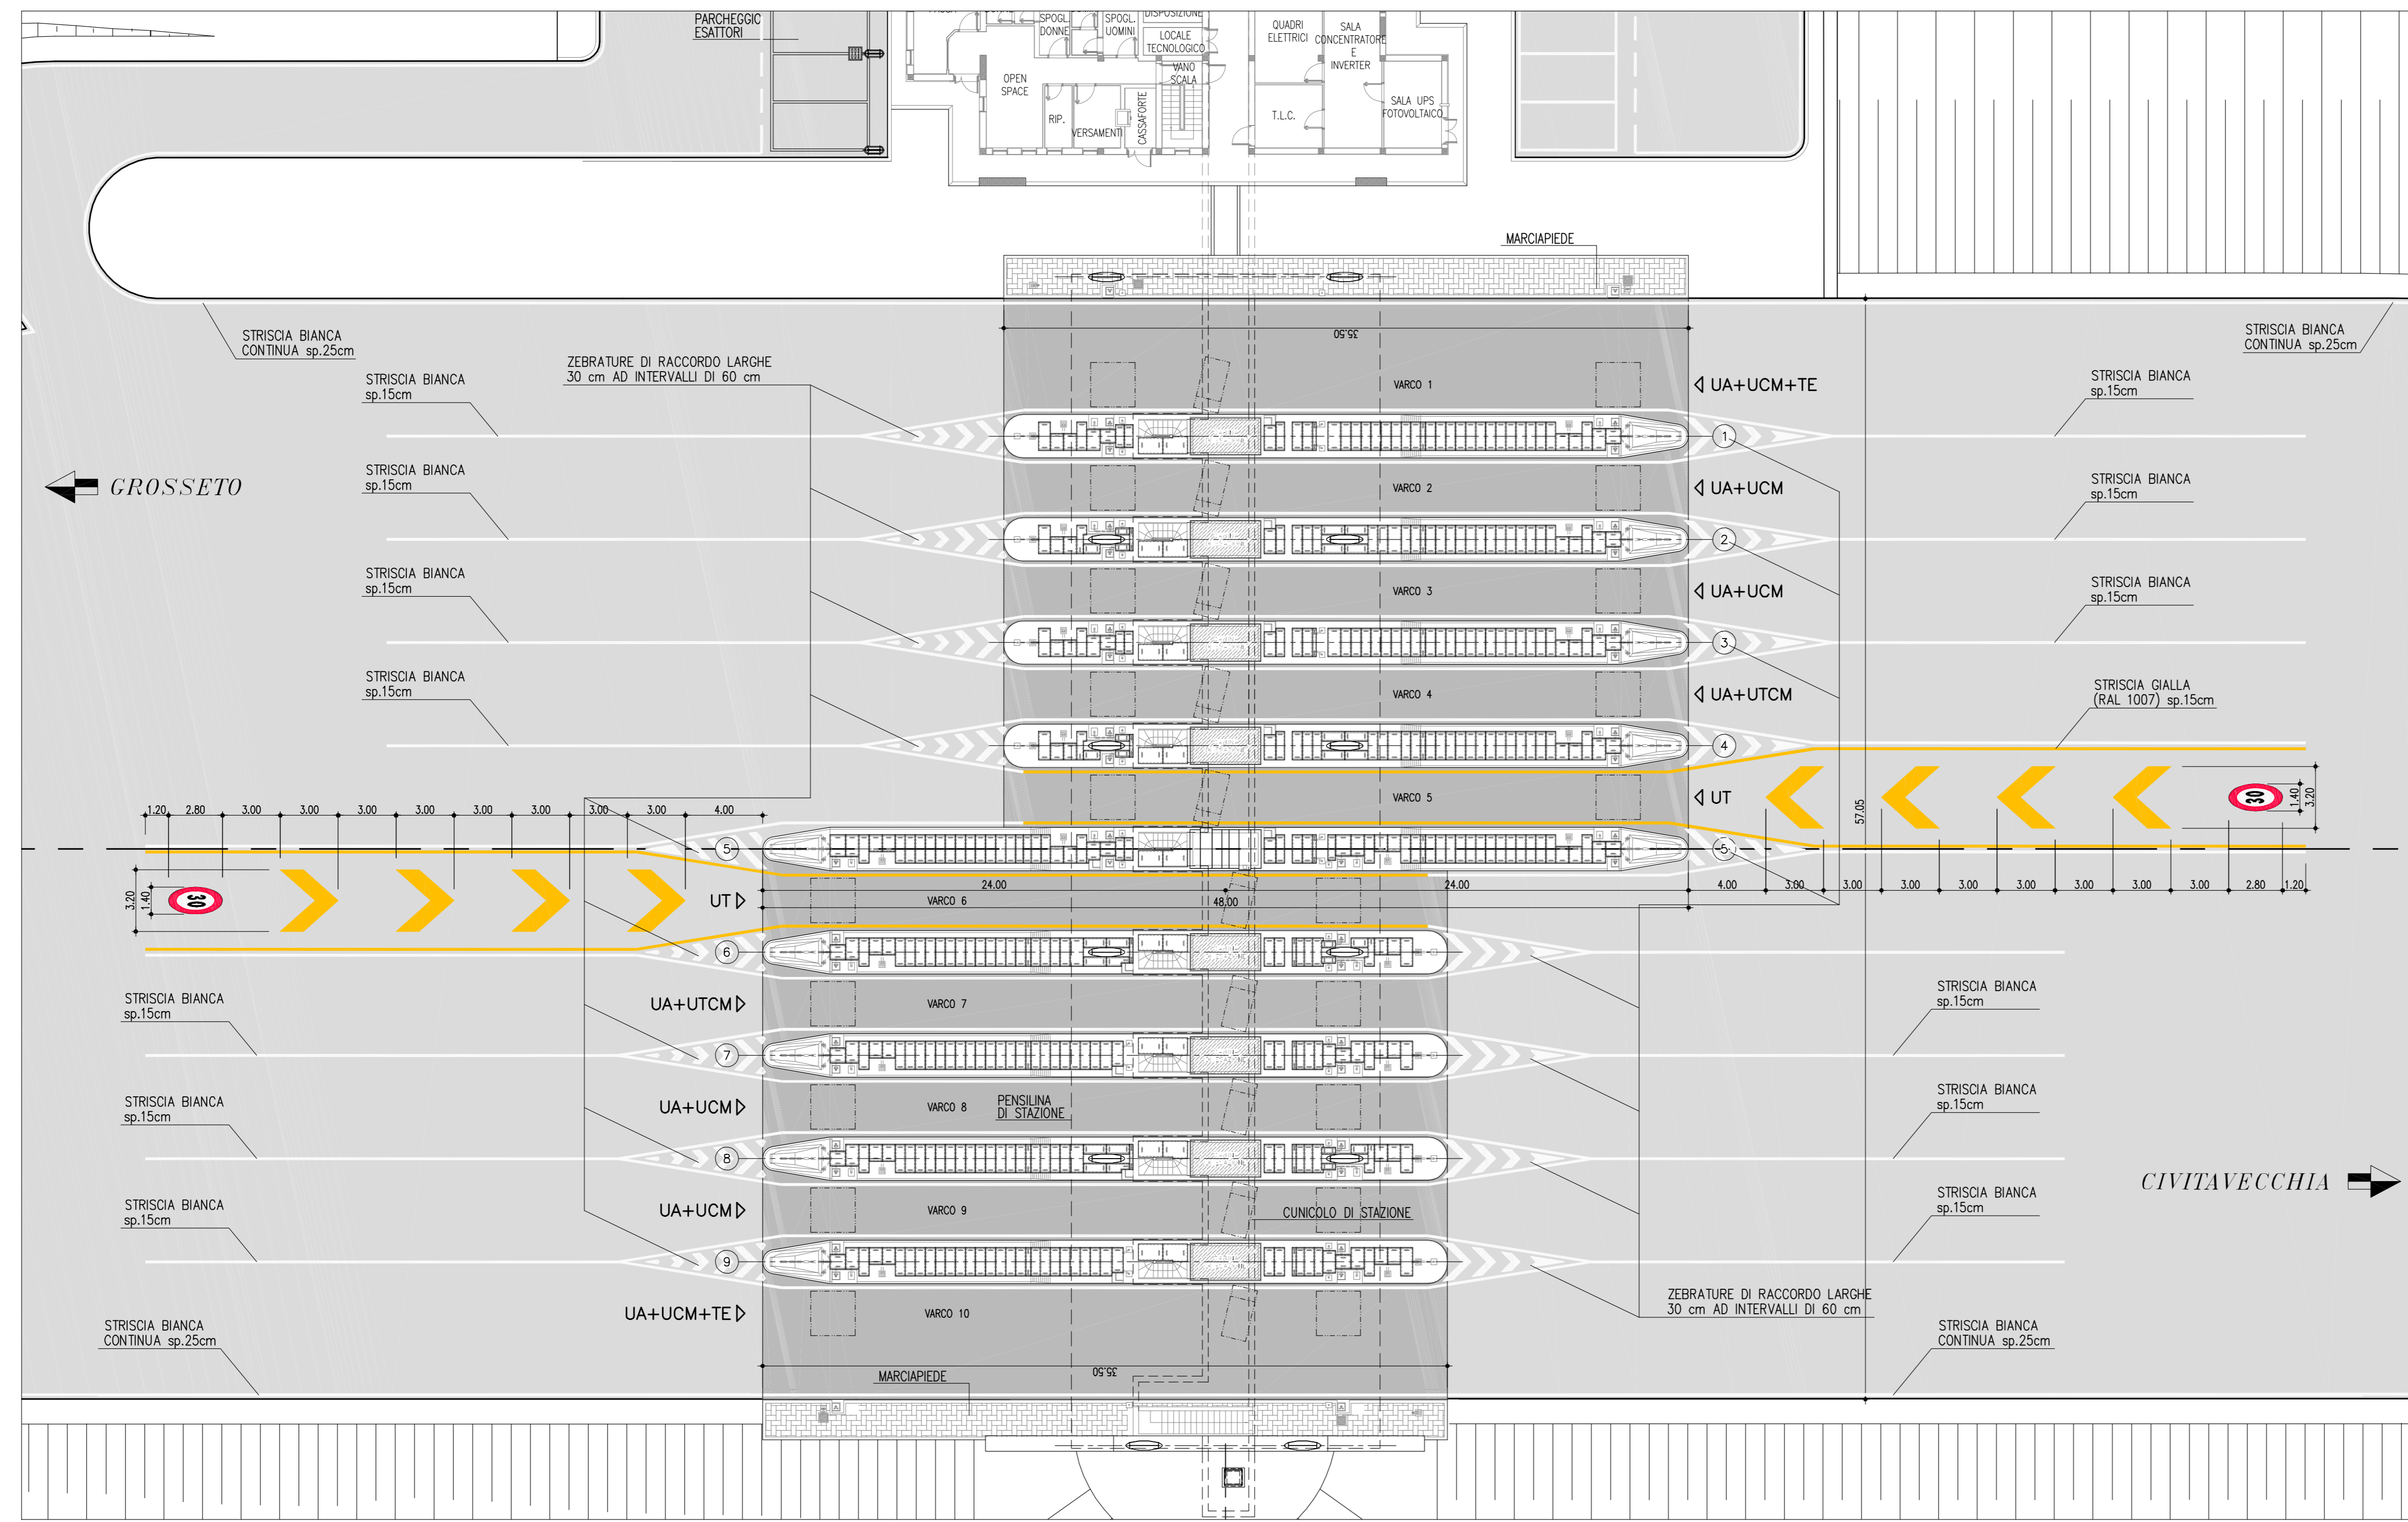 PARCHEGGIO
ESATTORI
SPOGL.
DONNE
SPOGL.
UOMINI
DISPOSIZIONE
LOCALE
TECNOLOGICO
VANO
SCALA
OPEN
SPACE
RIP.
VERSAMENTI
CASSAFORTE
QUADRI
ELETTRICI
SALA
CONCENTRATORE
E
INVERTER
T.L.C.
SALA UPS
FOTOVOLTAICO
MARCIAPIEDE
STRISCIA BIANCA
CONTINUA sp.25cm
STRISCIA BIANCA
CONTINUA sp.25cm
35.50
ZEBRATURE DI RACCORDO LARGHE
30 cm AD INTERVALLI DI 60 cm
STRISCIA BIANCA
sp.15cm
VARCO 1
UA+UCM+TE
STRISCIA BIANCA
sp.15cm
1
GROSSETO
STRISCIA BIANCA
sp.15cm
VARCO 2
UA+UCM
STRISCIA BIANCA
sp.15cm
2
STRISCIA BIANCA
sp.15cm
VARCO 3
UA+UCM
STRISCIA BIANCA
sp.15cm
3
STRISCIA BIANCA
sp.15cm
VARCO 4
UA+UTCM
STRISCIA GIALLA
(RAL 1007) sp.15cm
4
VARCO 5
UT
30
1.40
3.20
57.05
1.20 2.80 3.00 3.00 3.00 3.00 3.00 3.00 3.00 3.00 4.00
5
5
24.00
24.00
4.00 3.00 3.00 3.00 3.00 3.00 3.00 3.00 3.00 2.80 1.20
3.20
1.40
30
UT
VARCO 6
48.00
6
STRISCIA BIANCA
sp.15cm
UA+UTCM
VARCO 7
STRISCIA BIANCA
sp.15cm
7
STRISCIA BIANCA
sp.15cm
UA+UCM
VARCO 8
PENSILINA
DI STAZIONE
STRISCIA BIANCA
sp.15cm
8
CIVITAVECCHIA
STRISCIA BIANCA
sp.15cm
UA+UCM
VARCO 9
CUNICOLO DI STAZIONE
STRISCIA BIANCA
sp.15cm
9
ZEBRATURE DI RACCORDO LARGHE
30 cm AD INTERVALLI DI 60 cm
UA+UCM+TE
VARCO 10
STRISCIA BIANCA
CONTINUA sp.25cm
STRISCIA BIANCA
CONTINUA sp.25cm
35.50
MARCIAPIEDE